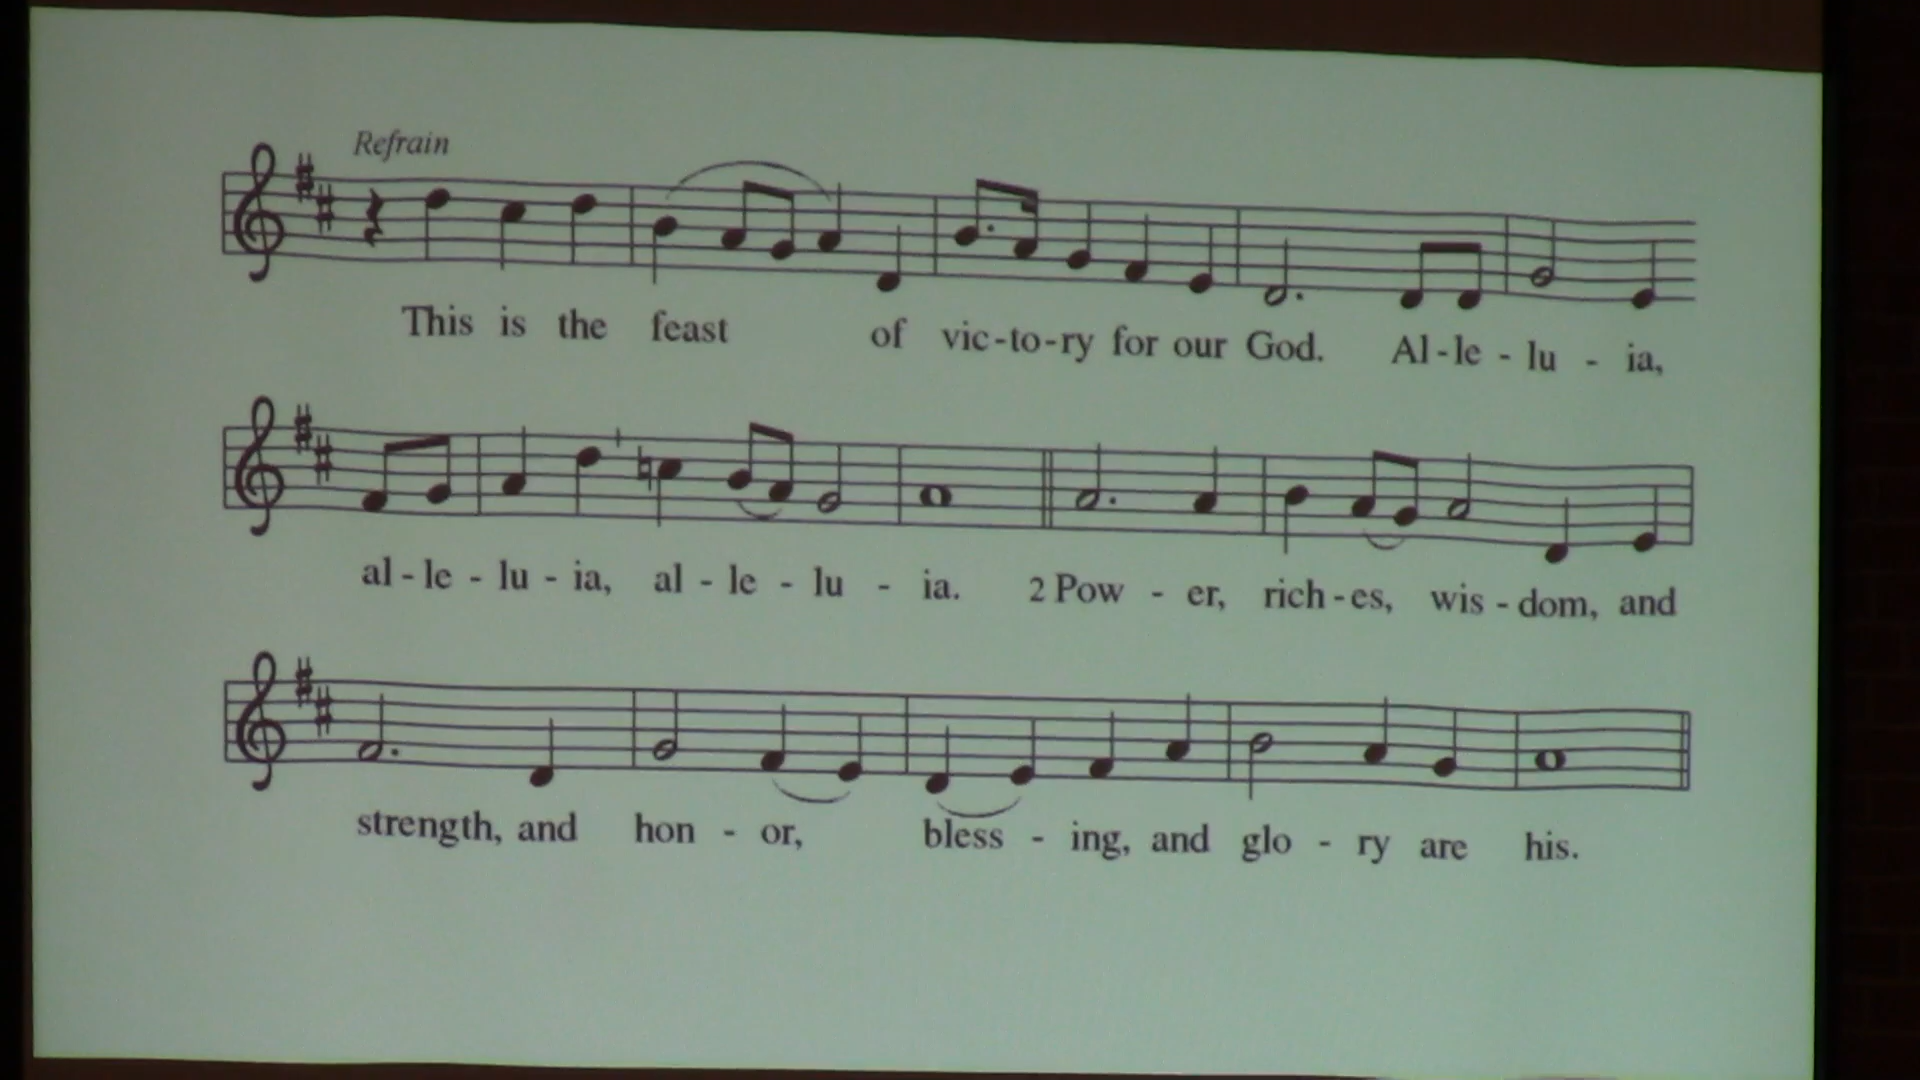 Refrain
This is the feast of vic-to-ry for our God. Al-le - lu - ia,
al-le - lu - ia, al - le - lu - ia. 2 Pow - er, rich-es, wis-dom, and
strength, and hon - or, bless - ing, and glo - ry are his.